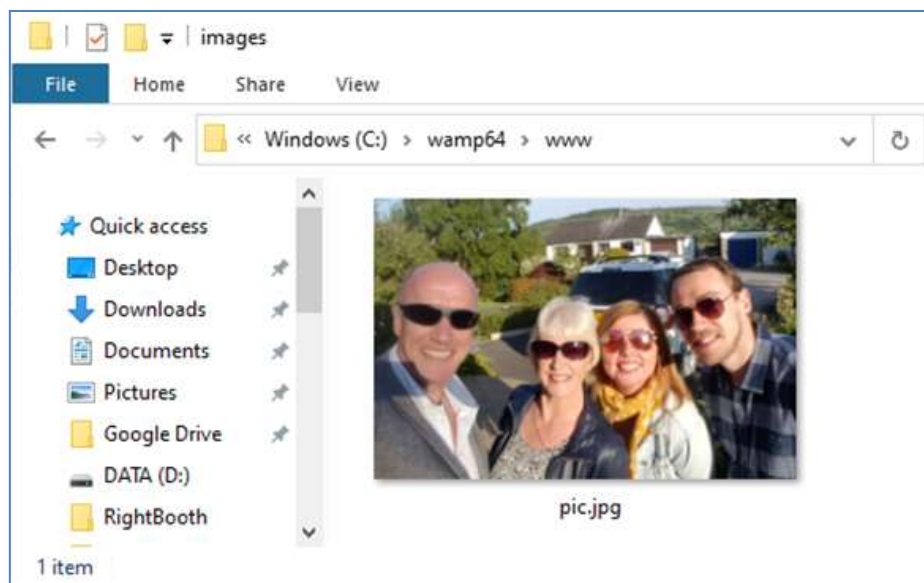 images
File Home Share View
« Windows (C:) › wamp64 › www
Quick access
Desktop
Downloads
Documents
Pictures
Google Drive
DATA (D:)
RightBooth
pic.jpg
1 item